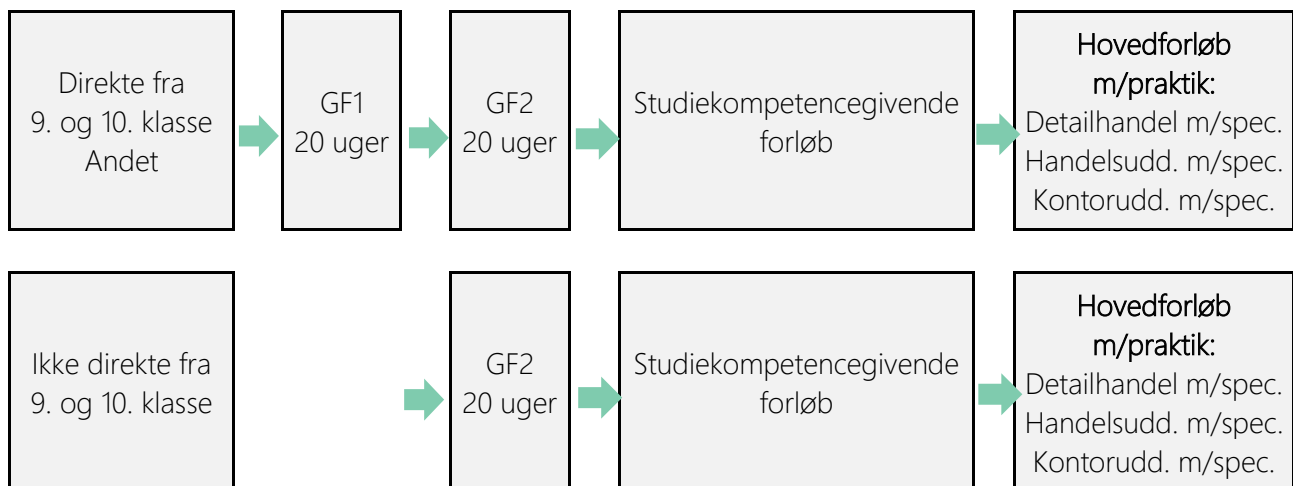 Direkte fra
9. og 10. klasse
Andet
GF1
20 uger
GF2
20 uger
Studiekompetencegivende
forløb
Hovedforløb
m/praktik:
Detailhandel m/spec.
Handelsudd. m/spec.
Kontorudd. m/spec.
Ikke direkte fra
9. og 10. klasse
GF2
20 uger
Studiekompetencegivende
forløb
Hovedforløb
m/praktik:
Detailhandel m/spec.
Handelsudd. m/spec.
Kontorudd. m/spec.